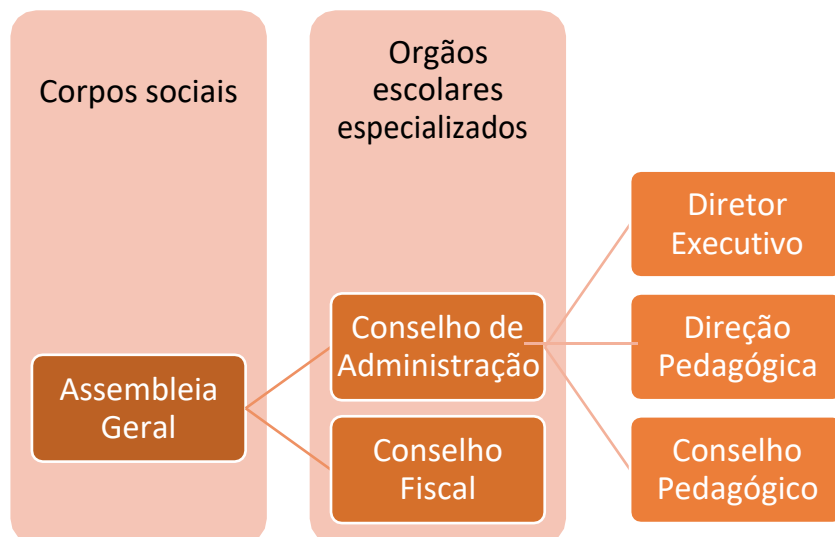 Corpos sociais
Orgãos
escolares
especializados
Assembleia
Geral
Conselho de
Administração
Conselho
Fiscal
Diretor
Executivo
Direção
Pedagógica
Conselho
Pedagógico